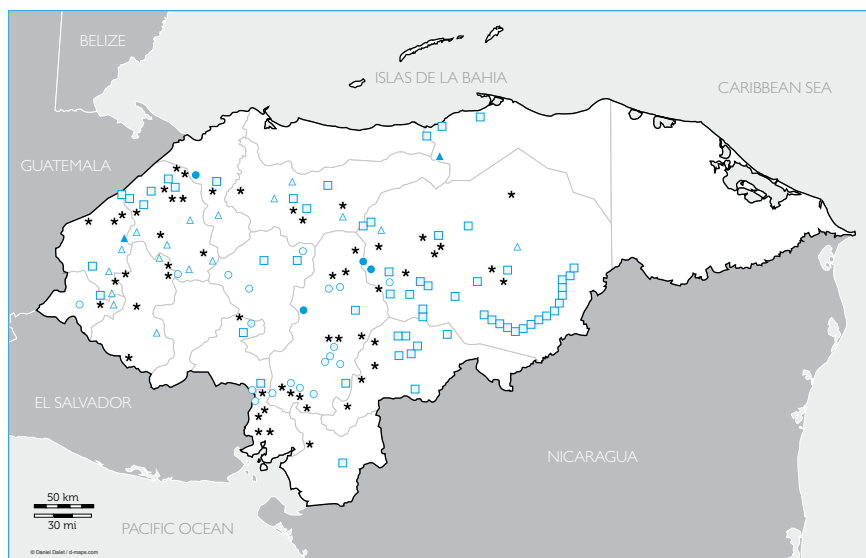 BELIZE
ISLAS DE LA BAHIA
CARIBBEAN SEA
GUATEMALA
EL SALVADOR
NICARAGUA
50 km
30 mi
PACIFIC OCEAN
© Daniel Dalet / d-maps.com